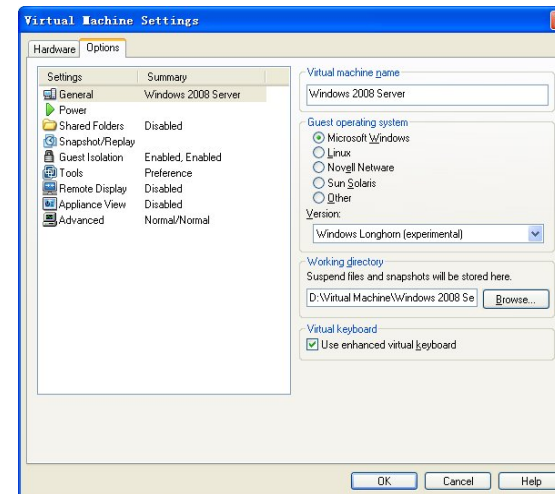 Virtual Machine Settings
Hardware Options
Settings Summary
General Windows 2008 Server
Power
Shared Folders Disabled
Snapshot/Replay
Guest Isolation Enabled, Enabled
Tools Preference
Remote Display Disabled
Appliance View Disabled
Advanced Normal/Normal
Virtual machine name
Windows 2008 Server
Guest operating system
Microsoft Windows
Linux
Novell Netware
Sun Solaris
Other
Version:
Windows Longhorn (experimental)
Working directory
Suspend files and snapshots will be stored here.
D:\Virtual Machine\Windows 2008 Se Browse...
Virtual keyboard
Use enhanced virtual keyboard
OK Cancel Help